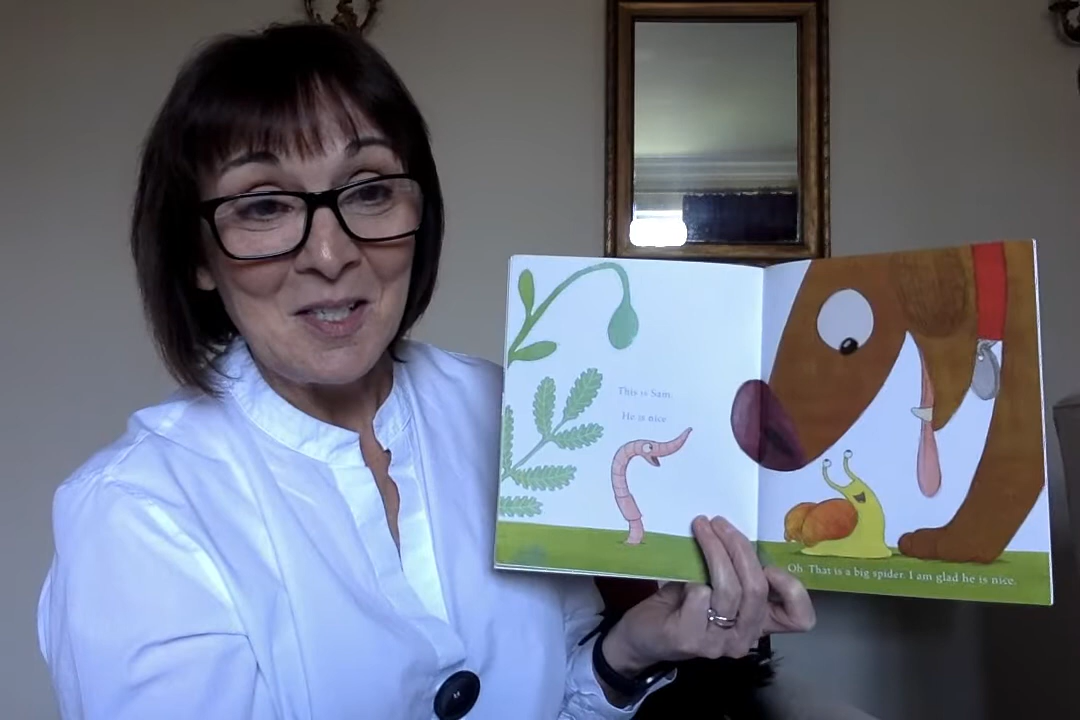 This is Sam.
He is nice
Oh. That is a big spider. I am glad he is nice.